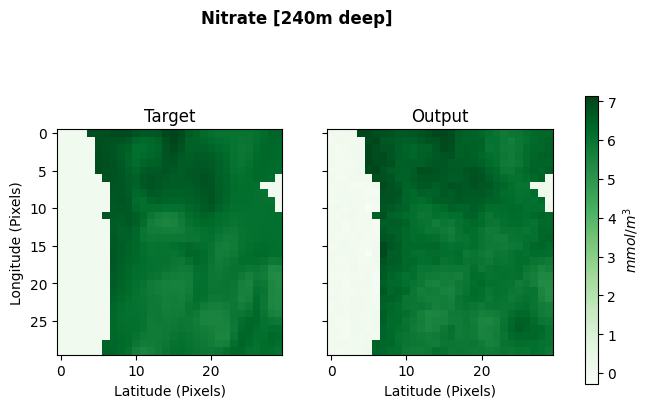 Nitrate [240m deep]
Target
Output
0
5
10
15
20
25
Longitude (Pixels)
0
10
20
Latitude (Pixels)
0
10
20
Latitude (Pixels)
7
6
5
4
3
2
1
0
mmol/m³